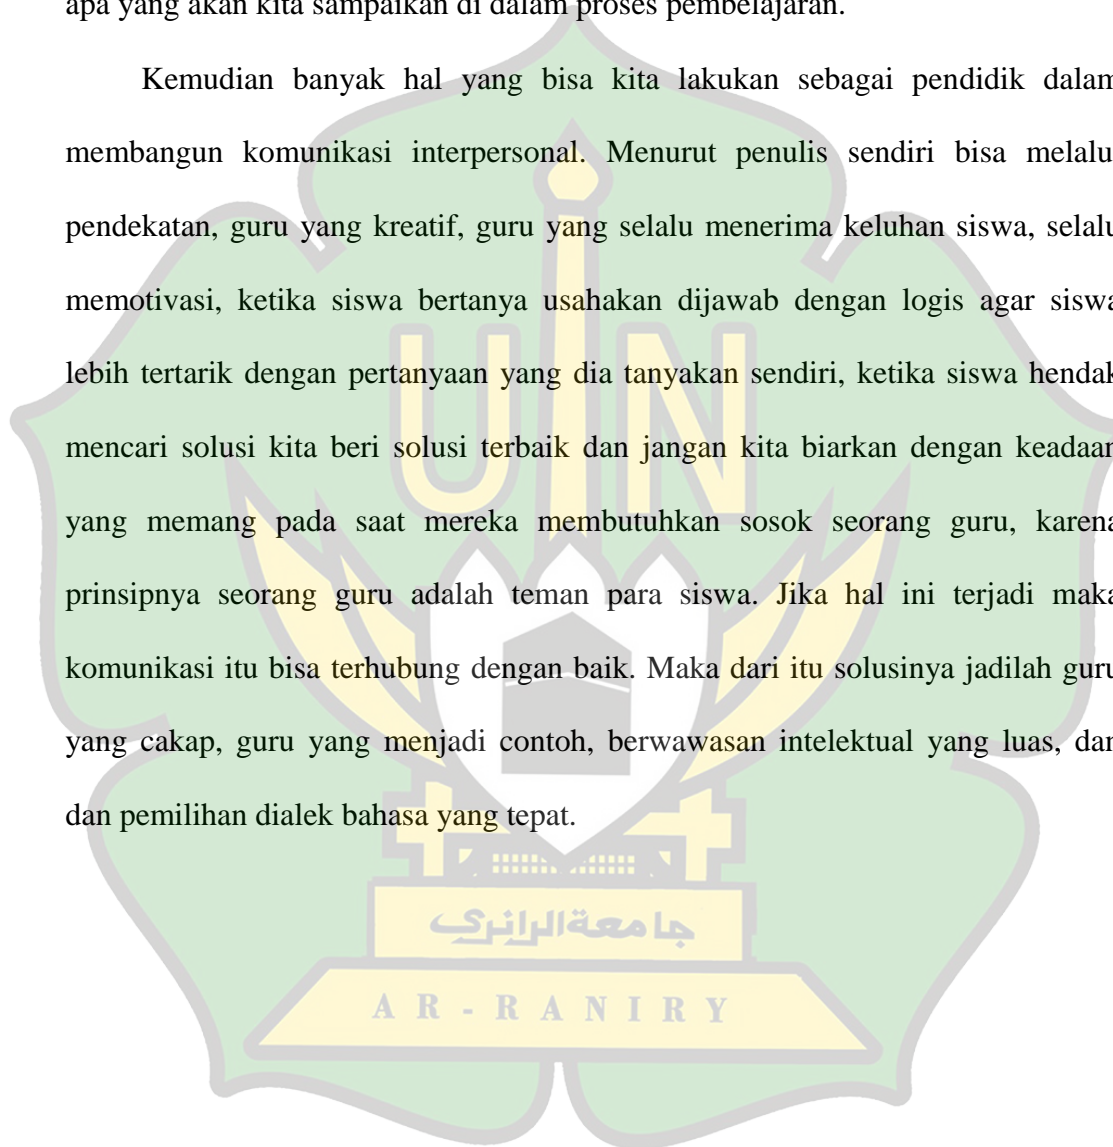 apa yang akan kita sampaikan di dalam proses pembelajaran.
Kemudian banyak hal yang bisa kita lakukan sebagai pendidik dalam
membangun komunikasi interpersonal. Menurut penulis sendiri bisa melalui
pendekatan, guru yang kreatif, guru yang selalu menerima keluhan siswa, selalu
memotivasi, ketika siswa bertanya usahakan dijawab dengan logis agar siswa
lebih tertarik dengan pertanyaan yang dia tanyakan sendiri, ketika siswa hendak
mencari solusi kita beri solusi terbaik dan jangan kita biarkan dengan keadaan
yang memang pada saat mereka membutuhkan sosok seorang guru, karena
prinsipnya seorang guru adalah teman para siswa. Jika hal ini terjadi maka
komunikasi itu bisa terhubung dengan baik. Maka dari itu solusinya jadilah guru
yang cakap, guru yang menjadi contoh, berwawasan intelektual yang luas, dan
dan pemilihan dialek bahasa yang tepat.
UIN
جامعة الرانري
AR-RANIRY